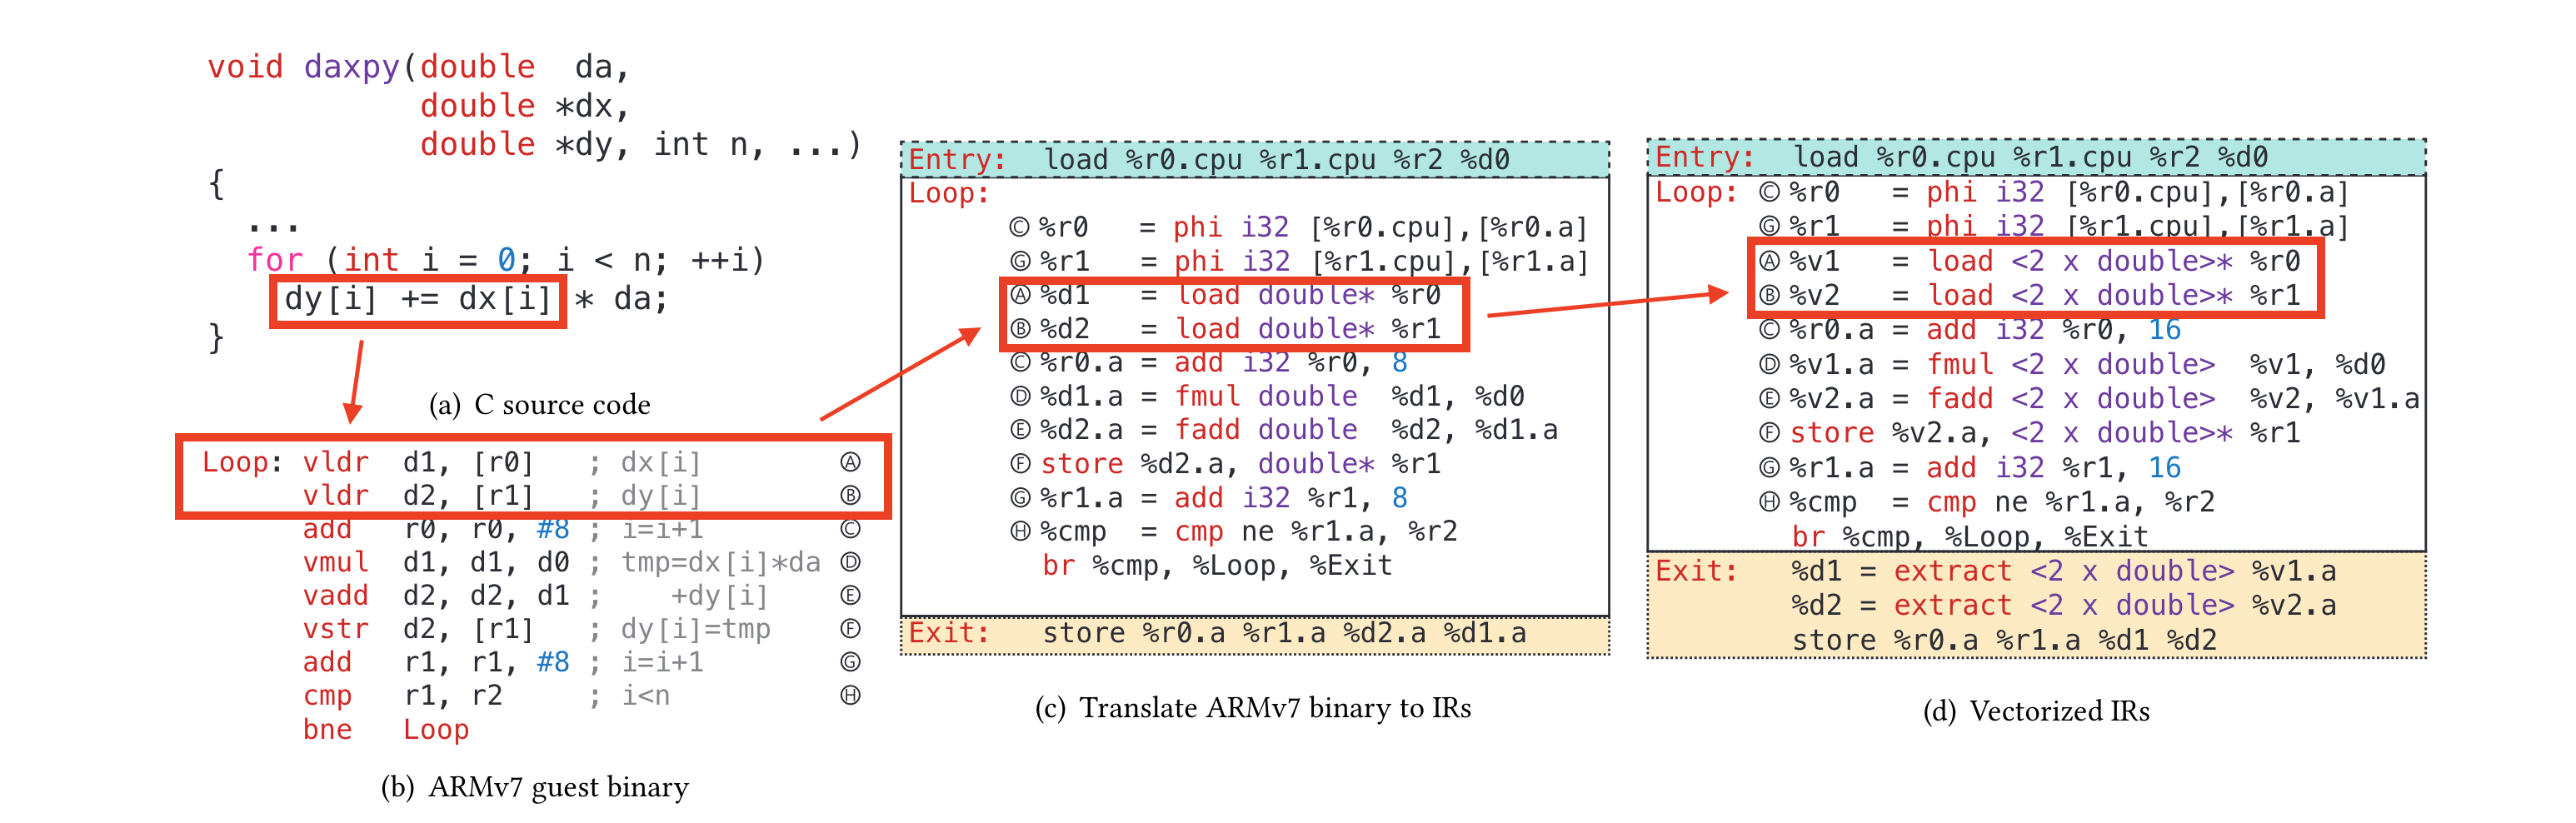 void daxpy(double  da,
double *dx,
double *dy, int n, ...)
{
...
for (int i = 0; i < n; ++i)
dy[i] += dx[i] * da;
}
(a) C source code
Loop: vldr  d1, [r0]   ; dx[i]  Ⓐ
vldr  d2, [r1]   ; dy[i]  Ⓑ
add   r0, r0, #8 ; i=i+1  Ⓒ
vmul  d1, d1, d0 ; tmp=dx[i]*da Ⓓ
vadd  d2, d2, d1 ;    +dy[i]  Ⓔ
vstr  d2, [r1]   ; dy[i]=tmp  Ⓕ
add   r1, r1, #8 ; i=i+1  Ⓖ
cmp   r1, r2     ; i<n  Ⓗ
bne   Loop
(b) ARMv7 guest binary
Entry:  load %r0.cpu %r1.cpu %r2 %d0
Loop:
Ⓒ %r0   = phi i32 [%r0.cpu],[%r0.a]
Ⓖ %r1   = phi i32 [%r1.cpu],[%r1.a]
Ⓐ %d1   = load double* %r0
Ⓑ %d2   = load double* %r1
Ⓒ %r0.a = add i32 %r0, 8
Ⓓ %d1.a = fmul double  %d1, %d0
Ⓔ %d2.a = fadd double  %d2, %d1.a
Ⓕ store %d2.a, double* %r1
Ⓖ %r1.a = add i32 %r1, 8
Ⓗ %cmp  = cmp ne %r1.a, %r2
br %cmp, %Loop, %Exit
Exit:   store %r0.a %r1.a %d2.a %d1.a
(c) Translate ARMv7 binary to IRs
Entry:  load %r0.cpu %r1.cpu %r2 %d0
Loop: Ⓒ %r0   = phi i32 [%r0.cpu],[%r0.a]
Ⓖ %r1   = phi i32 [%r1.cpu],[%r1.a]
Ⓐ %v1   = load <2 x double>* %r0
Ⓑ %v2   = load <2 x double>* %r1
Ⓒ %r0.a = add i32 %r0, 16
Ⓓ %v1.a = fmul <2 x double>  %v1, %d0
Ⓔ %v2.a = fadd <2 x double>  %v2, %v1.a
Ⓕ store %v2.a, <2 x double>* %r1
Ⓖ %r1.a = add i32 %r1, 16
Ⓗ %cmp  = cmp ne %r1.a, %r2
br %cmp, %Loop, %Exit
Exit:   %d1 = extract <2 x double> %v1.a
%d2 = extract <2 x double> %v2.a
store %r0.a %r1.a %d1 %d2
(d) Vectorized IRs